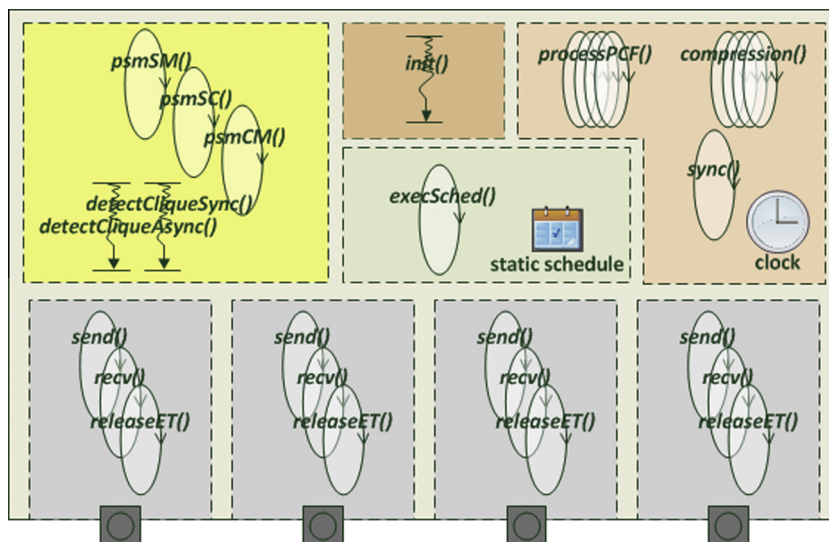 psmSM()
psmSC()
psmCM()
detectCliqueSync()
detectCliqueAsync()
init()
processPCF()
compression()
sync()
clock
execSched()
static schedule
send()
recv()
releaseET()
send()
recv()
releaseET()
send()
recv()
releaseET()
send()
recv()
releaseET()